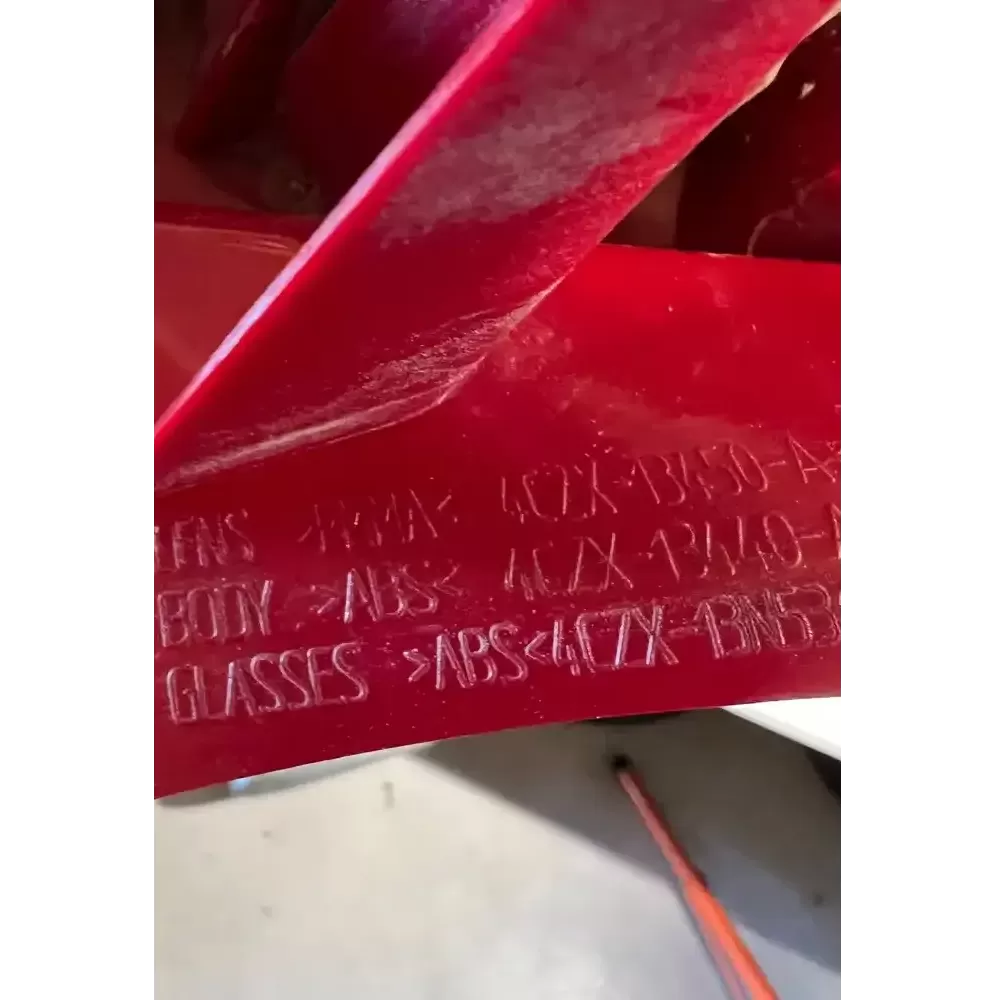 LENS >PMMA< 4CZX-13450-A
BODY >ABS< 4CZX-13440-A
GLASSES >ABS< 4CZX-13N53